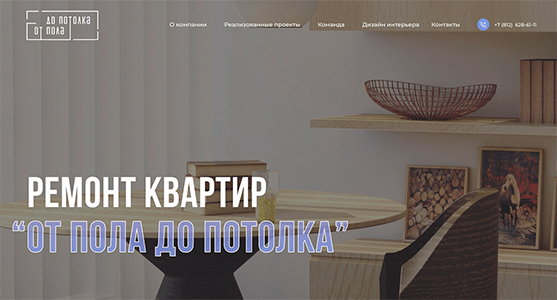 ДО ПОТОЛКА
ОТ ПОЛА
О компании Реализованные проекты Команда Дизайн интерьера Контакты +7 (812) 628-61-11
РЕМОНТ КВАРТИР
“ОТ ПОЛА ДО ПОТОЛКА”